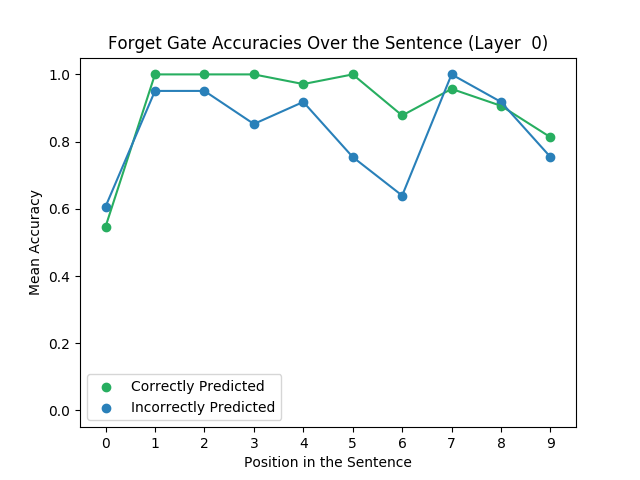 Forget Gate Accuracies Over the Sentence (Layer  0)
1.0
0.8
0.6
0.4
0.2
0.0
Mean Accuracy
Correctly Predicted
Incorrectly Predicted
0 1 2 3 4 5 6 7 8 9
Position in the Sentence